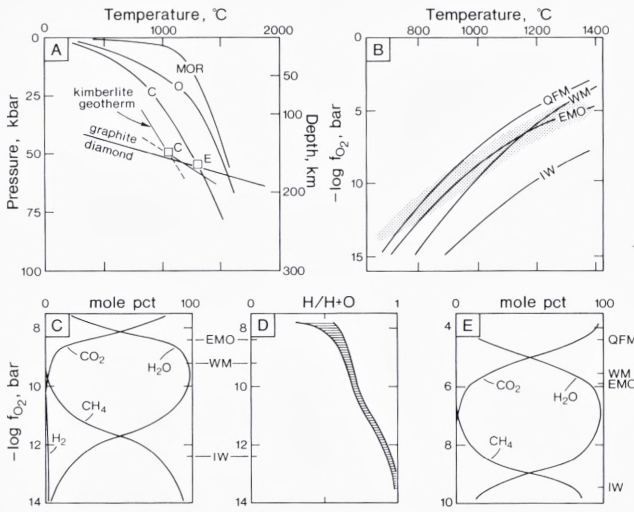 Temperature, °C
0 1000 2000
A
0
25
50
75
100
Pressure, kbar
50
100
200
300
Depth, km
MOR
O
C
kimberlite
geotherm
graphite
diamond
C
E
Temperature, °C
800 1000 1200 1400
B
0
5
10
15
-log fO2, bar
QFM
WM
EMO
IW
mole pct
0 100
C
8
10
12
14
-log fO2, bar
CO2
H2O
CH4
H2
EMO
WM
IW
H/H+O
0 1
D
8
10
12
14
mole pct
0 100
E
4
6
8
10
CO2
H2O
CH4
QFM
WM
EMO
IW